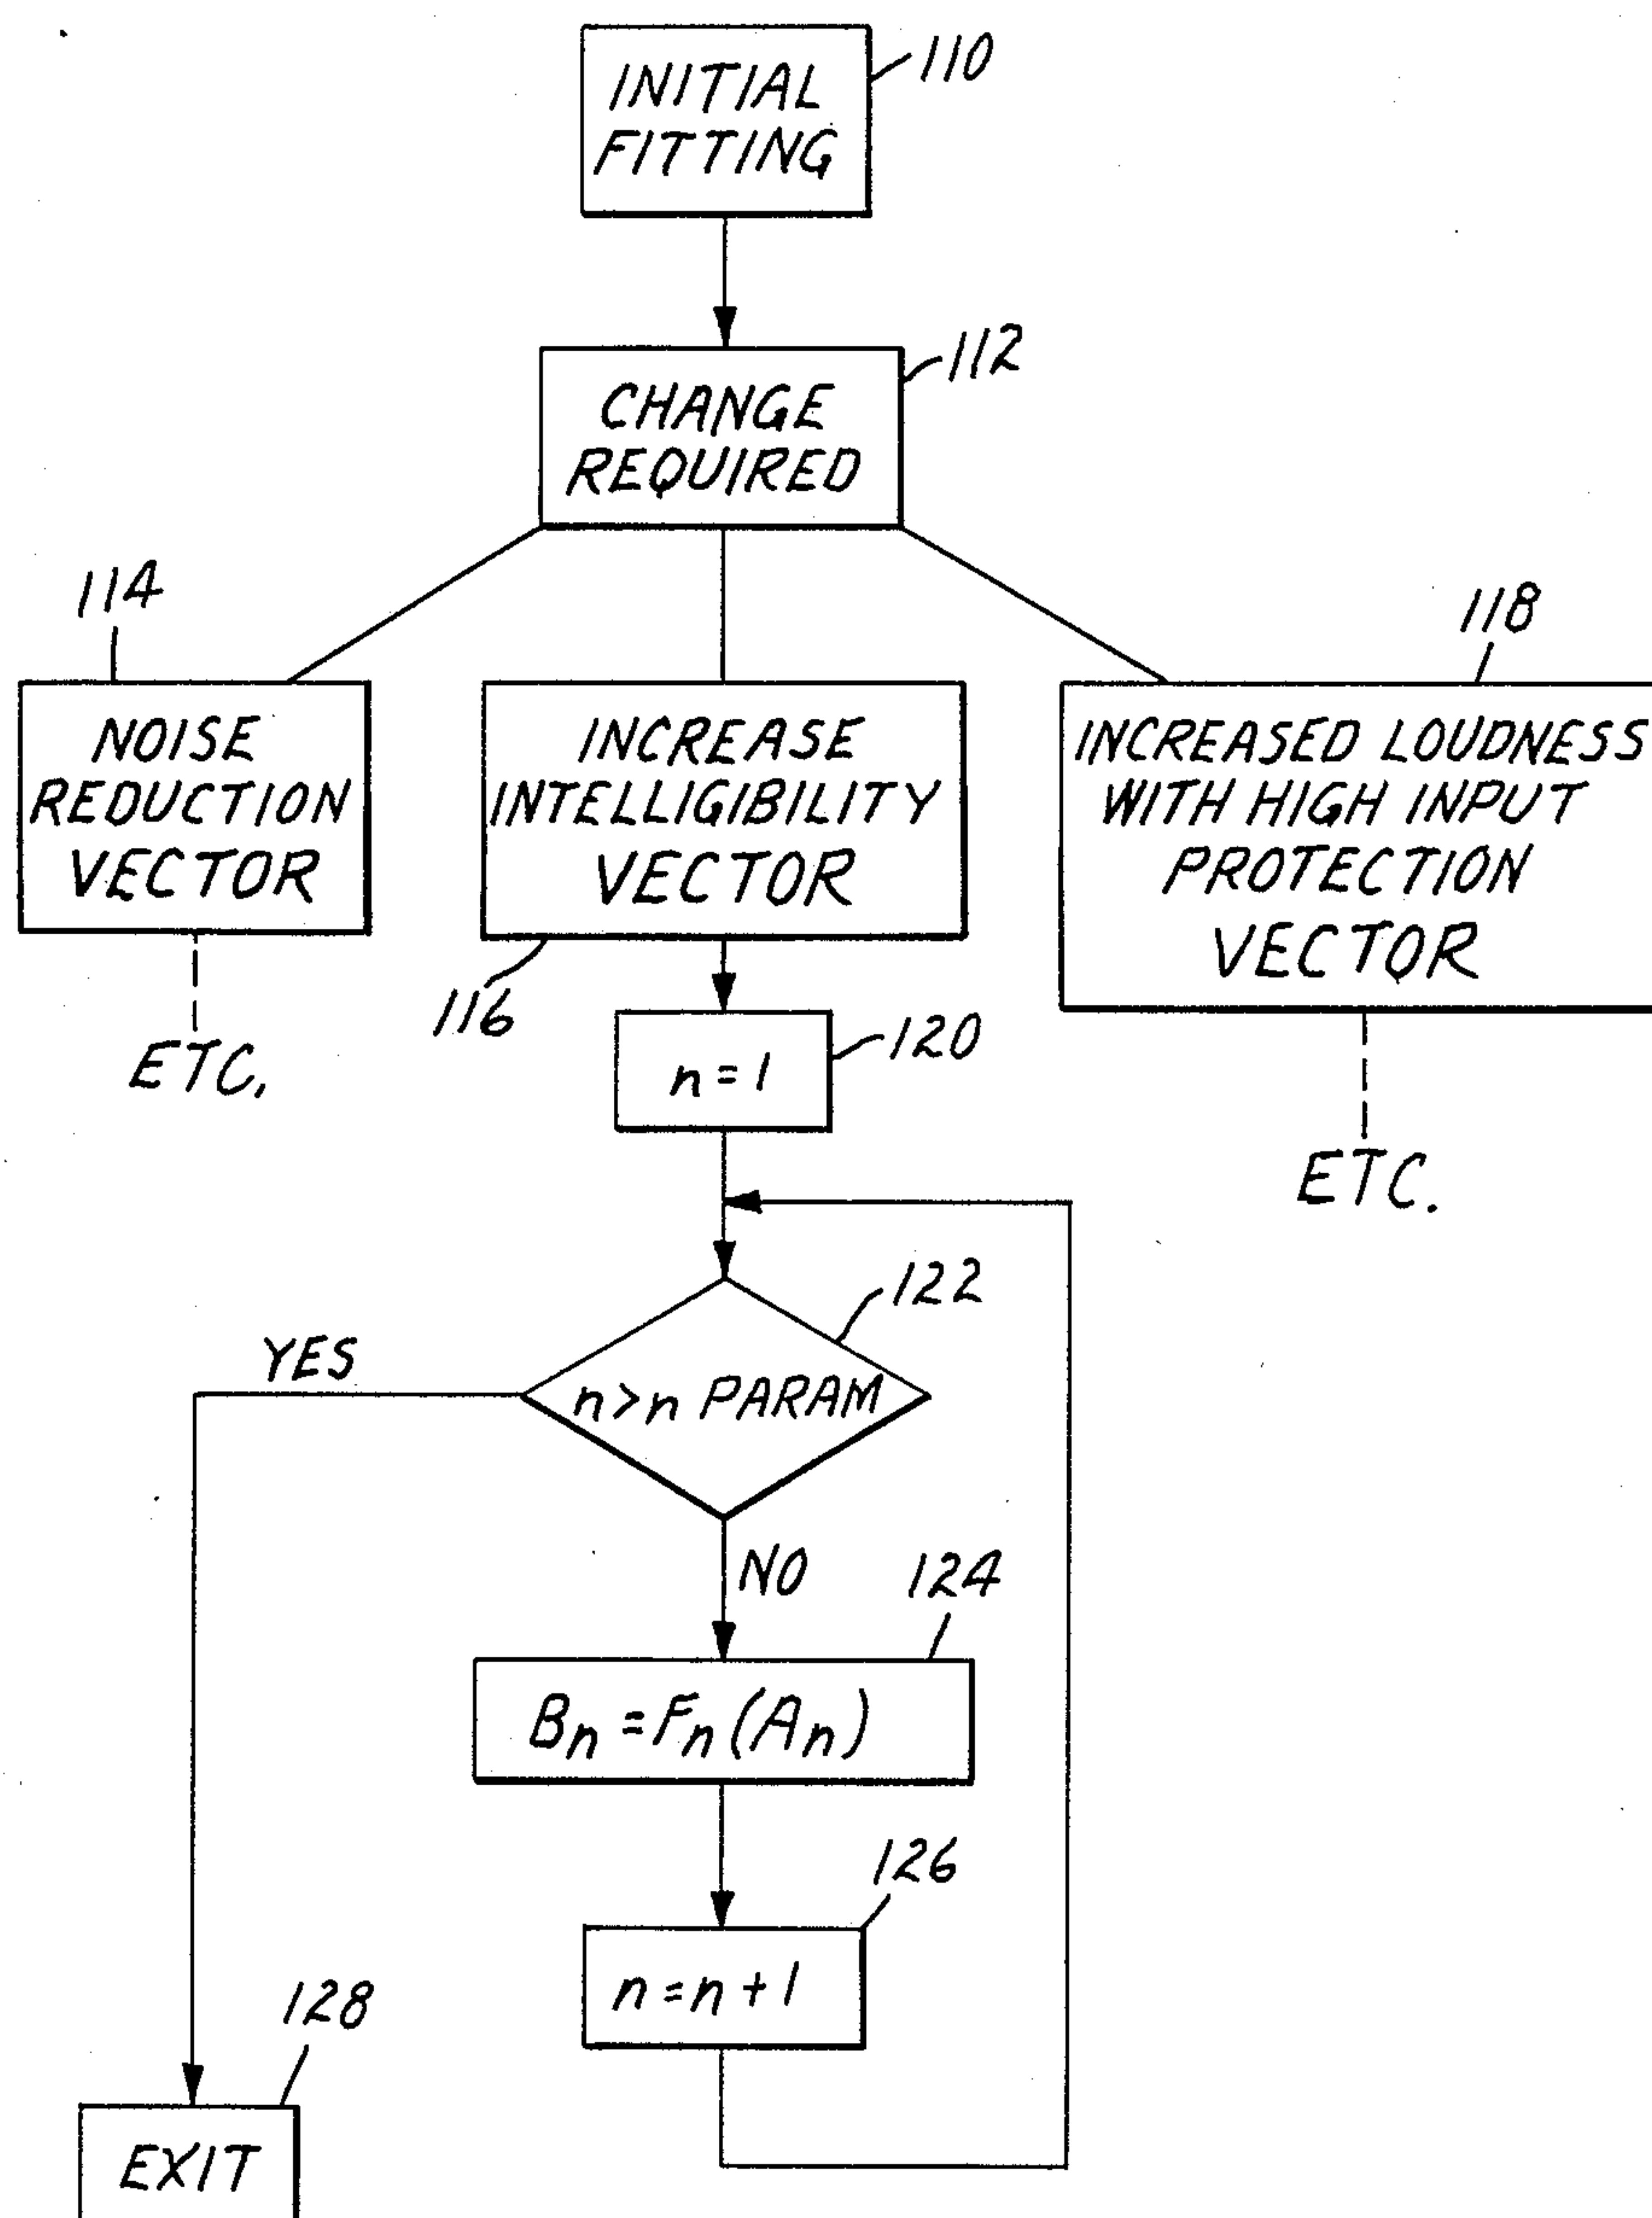 INITIAL
FITTING
110
CHANGE
REQUIRED
112
114
118
NOISE
REDUCTION
VECTOR
INCREASE
INTELLIGIBILITY
VECTOR
INCREASED LOUDNESS
WITH HIGH INPUT
PROTECTION
VECTOR
116
ETC.
n=1
120
ETC.
122
YES
n>n PARAM
NO
124
Bn=Fn(An)
126
n=n+1
128
EXIT